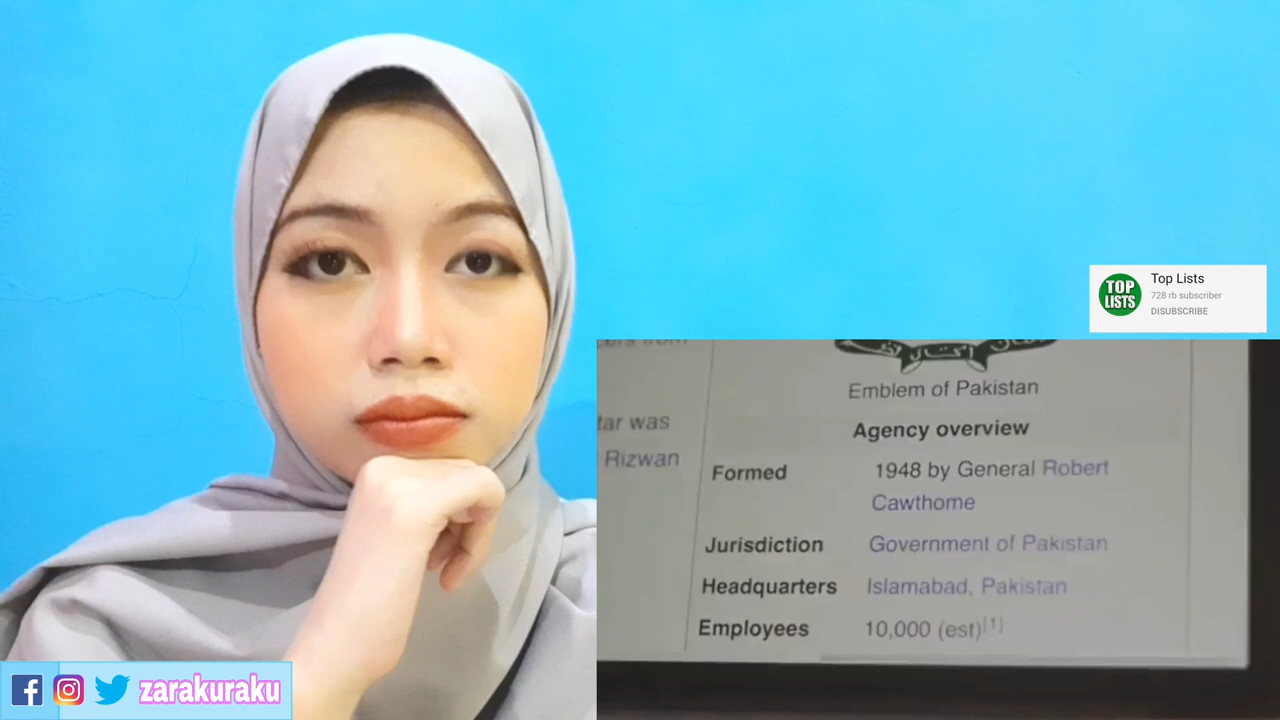 TOP
LISTS
Top Lists
728 rb subscriber
DISUBSCRIBE
from
tar was
Rizwan
Emblem of Pakistan
Agency overview
Formed 1948 by General Robert
Cawthome
Jurisdiction Government of Pakistan
Headquarters Islamabad, Pakistan
Employees 10,000 (est)[1]
zarakuraku